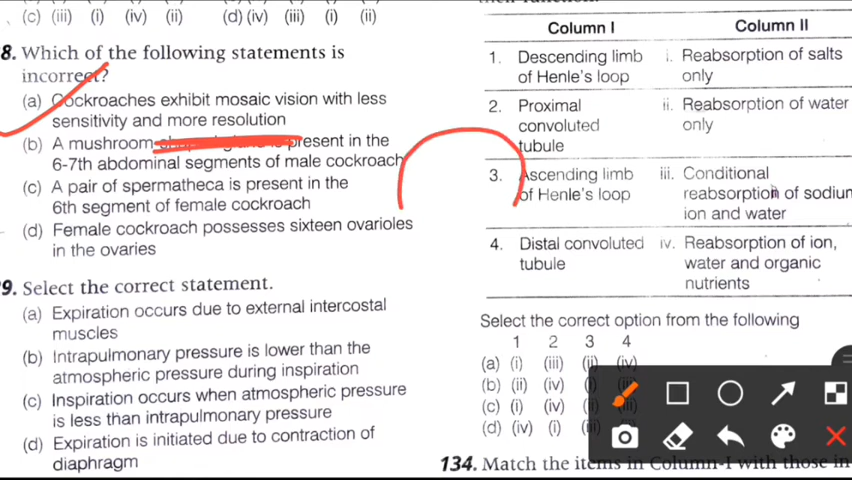 (c) (iii) (i) (iv) (ii) (d) (iv) (iii) (i) (ii)
8. Which of the following statements is
incorrect?
(a) Cockroaches exhibit mosaic vision with less
sensitivity and more resolution
(b) A mushroom present in the
6-7th abdominal segments of male cockroach
(c) A pair of spermatheca is present in the
6th segment of female cockroach
(d) Female cockroach possesses sixteen ovarioles
in the ovaries
9. Select the correct statement.
(a) Expiration occurs due to external intercostal
muscles
(b) Intrapulmonary pressure is lower than the
atmospheric pressure during inspiration
(c) Inspiration occurs when atmospheric pressure
is less than intrapulmonary pressure
(d) Expiration is initiated due to contraction of
diaphragm
Column I Column II
1. Descending limb i. Reabsorption of salts
of Henle's loop only
2. Proximal ii. Reabsorption of water
convoluted only
tubule
3. Ascending limb iii. Conditional
of Henle's loop reabsorption of sodium
ion and water
4. Distal convoluted iv. Reabsorption of ion,
tubule water and organic
nutrients
Select the correct option from the following
1 2 3 4
(a) (i) (iii) (ii) (iv)
(b) (ii) (iv) (i)
(c) (i) (iv) (ii) (iii)
(d) (iv) (i) (iii)
134. Match the items in Column-I with those in